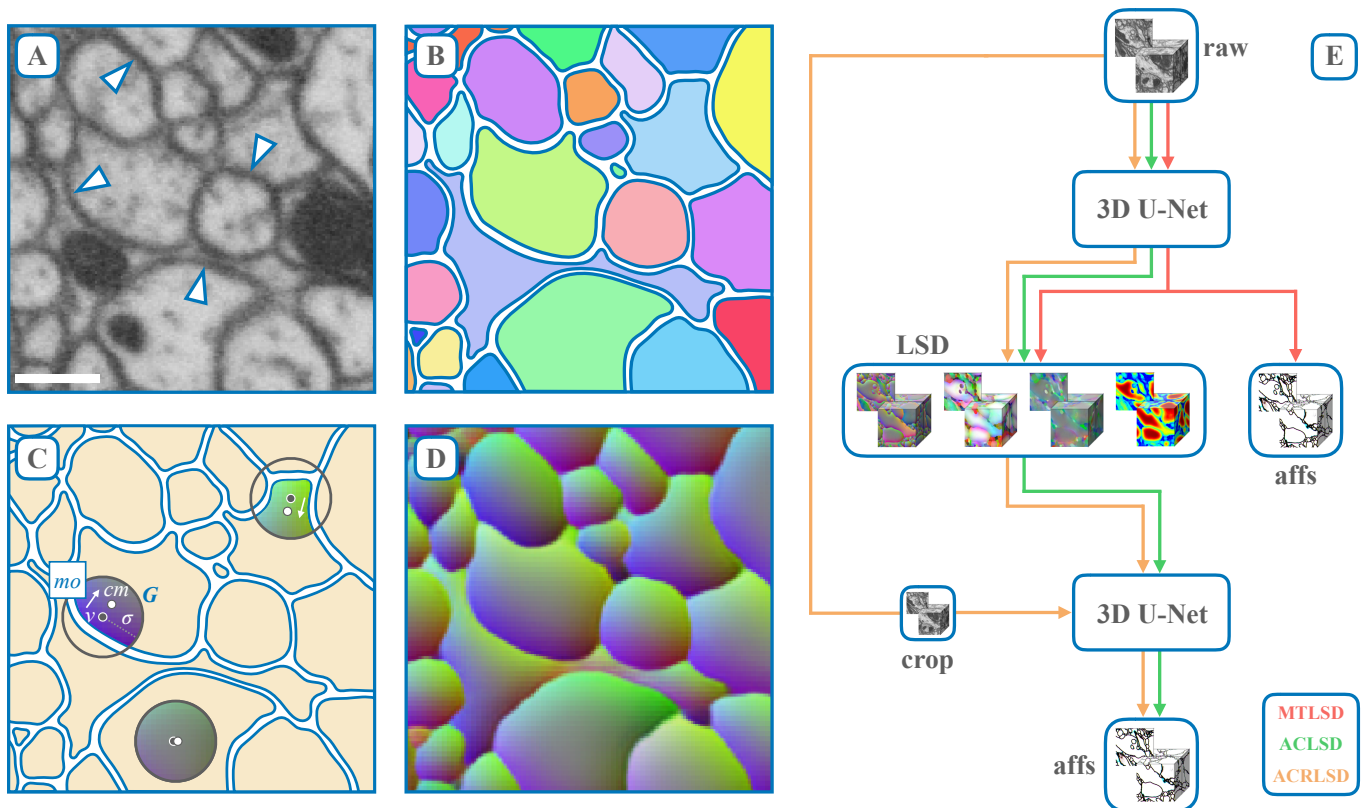 A
B
raw
E
3D U-Net
LSD
affs
C
mo
cm
G
v
σ
D
crop
3D U-Net
affs
MTLSD
ACLSD
ACRLSD